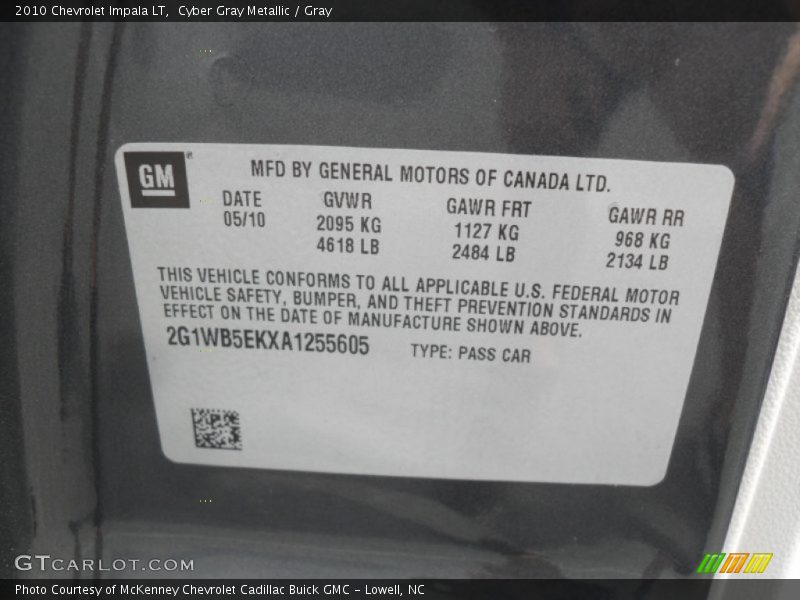 2010 Chevrolet Impala LT, Cyber Gray Metallic / Gray
GM
MFD BY GENERAL MOTORS OF CANADA LTD.
DATE GVWR GAWR FRT GAWR RR
05/10 2095 KG 1127 KG 968 KG
4618 LB 2484 LB 2134 LB
THIS VEHICLE CONFORMS TO ALL APPLICABLE U.S. FEDERAL MOTOR
VEHICLE SAFETY, BUMPER, AND THEFT PREVENTION STANDARDS IN
EFFECT ON THE DATE OF MANUFACTURE SHOWN ABOVE.
2G1WB5EKXA1255605 TYPE: PASS CAR
GTCARLOT.COM
Photo Courtesy of McKenney Chevrolet Cadillac Buick GMC - Lowell, NC